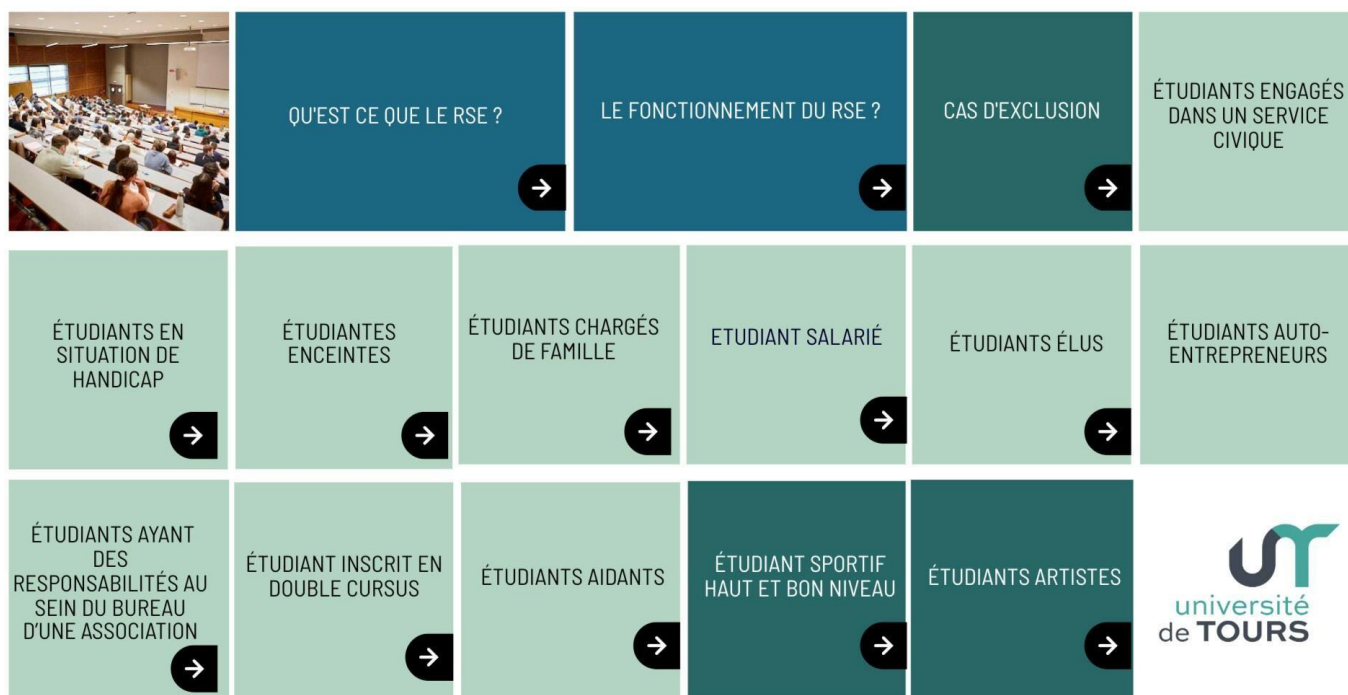 QU'EST CE QUE LE RSE ?
LE FONCTIONNEMENT DU RSE ?
CAS D'EXCLUSION
ÉTUDIANTS ENGAGÉS
DANS UN SERVICE
CIVIQUE
ÉTUDIANTS EN
SITUATION DE
HANDICAP
ÉTUDIANTES
ENCEINTES
ÉTUDIANTS CHARGÉS
DE FAMILLE
ETUDIANT SALARIÉ
ÉTUDIANTS ÉLUS
ÉTUDIANTS AUTO-
ENTREPRENEURS
ÉTUDIANTS AYANT
DES
RESPONSABILITÉS AU
SEIN DU BUREAU
D'UNE ASSOCIATION
ÉTUDIANT INSCRIT EN
DOUBLE CURSUS
ÉTUDIANTS AIDANTS
ÉTUDIANT SPORTIF
HAUT ET BON NIVEAU
ÉTUDIANTS ARTISTES
UT
université
de TOURS